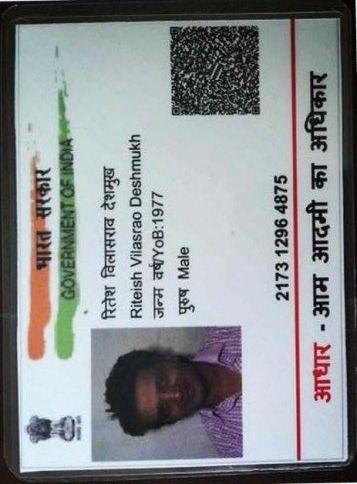 भारत सरकार
GOVERNMENT OF INDIA
रितेश विलासराव देशमुख
Riteish Vilasrao Deshmukh
जन्म वर्ष/YoB:1977
पुरुष Male
2173 1296 4875
आधार - आम आदमी का अधिकार